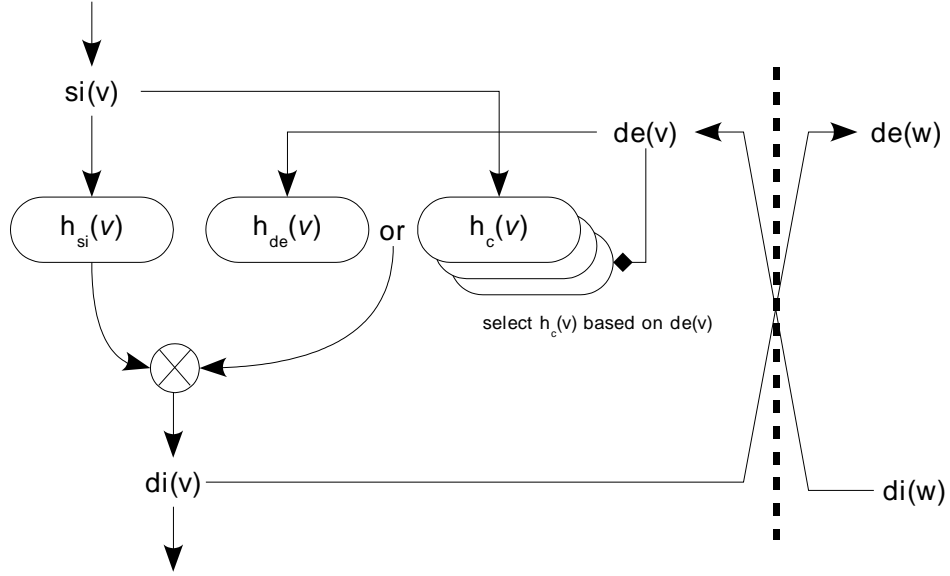 si(v)
de(v)
de(w)
h_si(v)
h_de(v)
or
h_c(v)
select h_c(v) based on de(v)
di(v)
di(w)